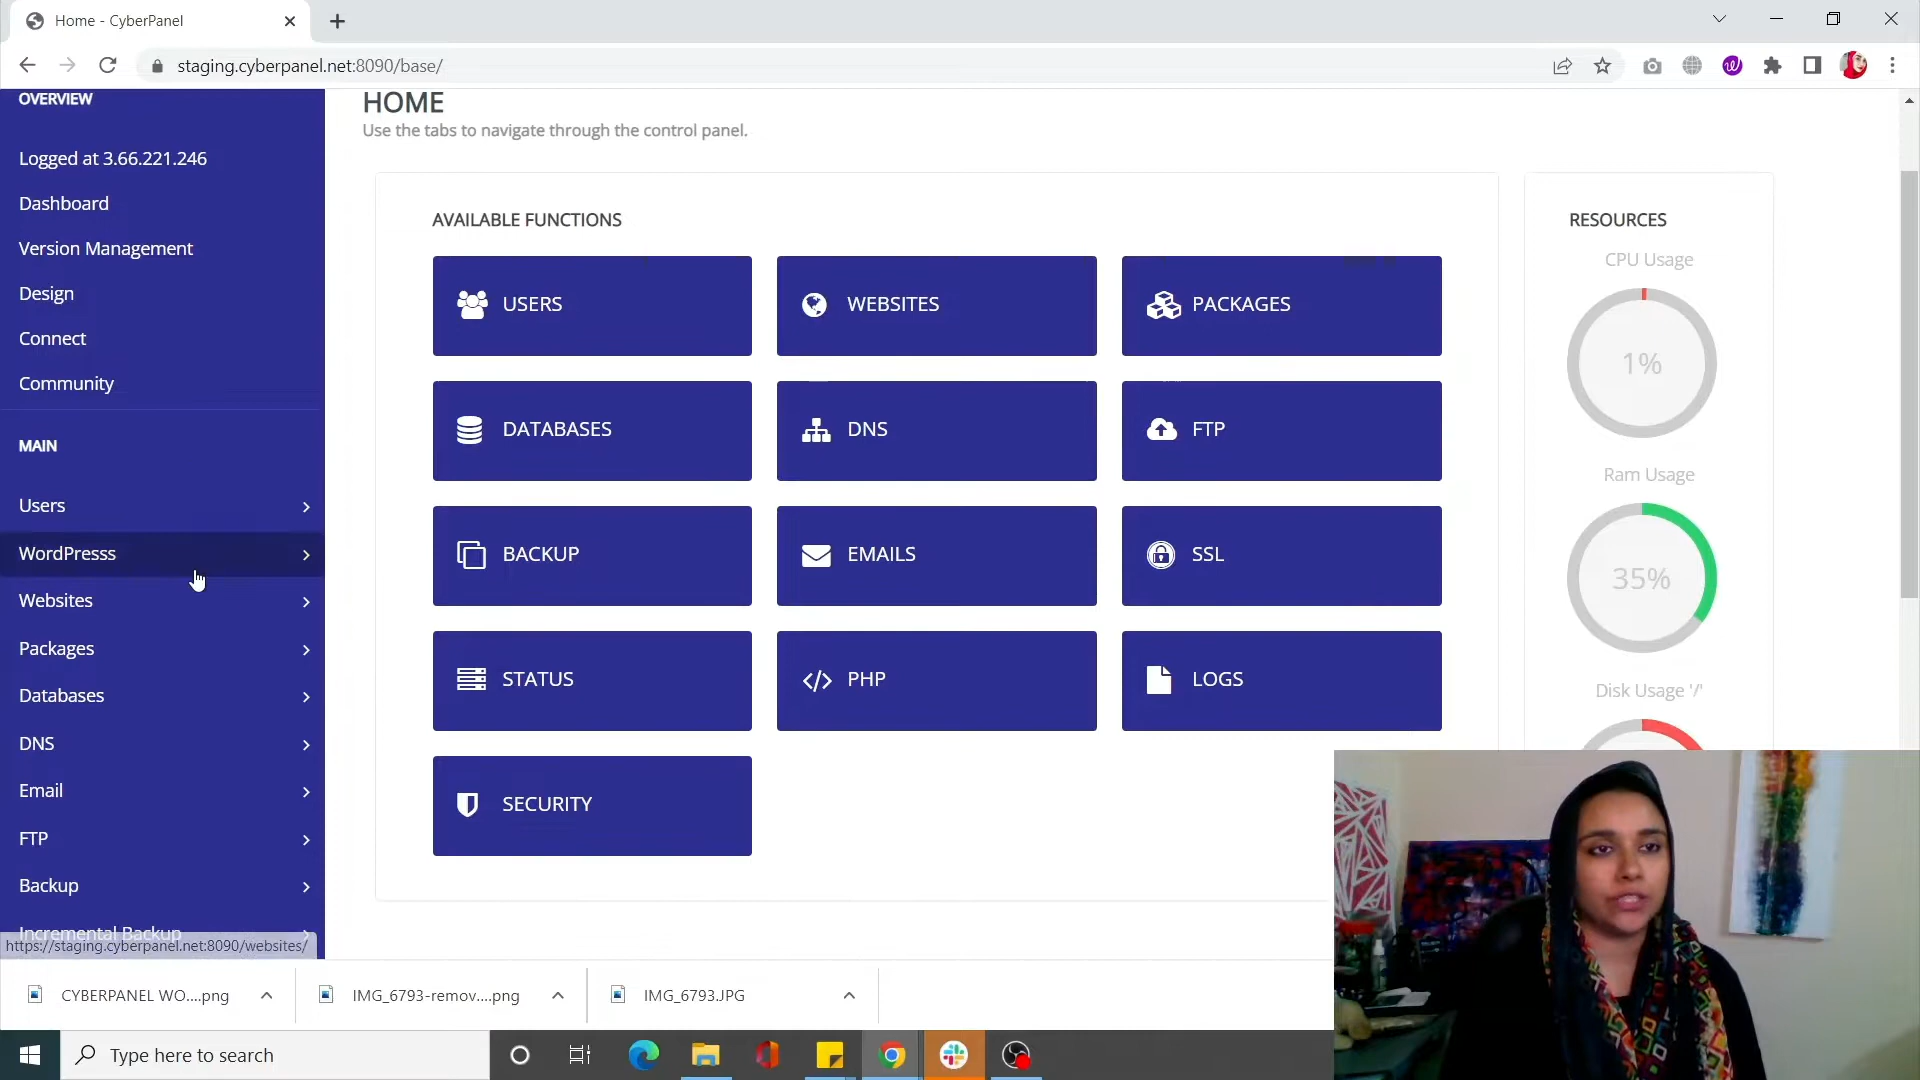 Home - CyberPanel
staging.cyberpanel.net:8090/base/
OVERVIEW
Logged at 3.66.221.246
Dashboard
Version Management
Design
Connect
Community
MAIN
Users
WordPresss
Websites
Packages
Databases
DNS
Email
FTP
Backup
Incremental Backup
https://staging.cyberpanel.net:8090/websites/
HOME
Use the tabs to navigate through the control panel.
AVAILABLE FUNCTIONS
USERS
WEBSITES
PACKAGES
DATABASES
DNS
FTP
BACKUP
EMAILS
SSL
STATUS
PHP
LOGS
SECURITY
RESOURCES
CPU Usage
1%
Ram Usage
35%
Disk Usage '/'
CYBERPANEL WO....png
IMG_6793-remov....png
IMG_6793.JPG
Type here to search